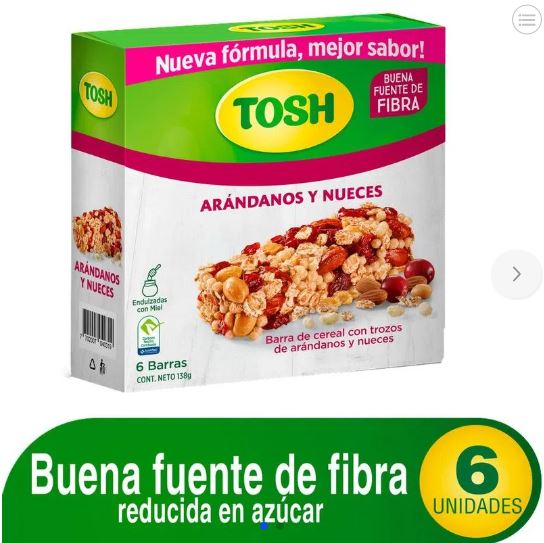 Nueva fórmula, mejor sabor!
TOSH
TOSH
BUENA
FUENTE DE
FIBRA
ARÁNDANOS Y NUECES
ARÁNDANOS
Y NUECES
Endulzadas
con Miel
Barra de cereal con trozos
de arándanos y nueces
6 Barras
CONT. NETO 138g
Buena fuente de fibra
reducida en azúcar
6
UNIDADES